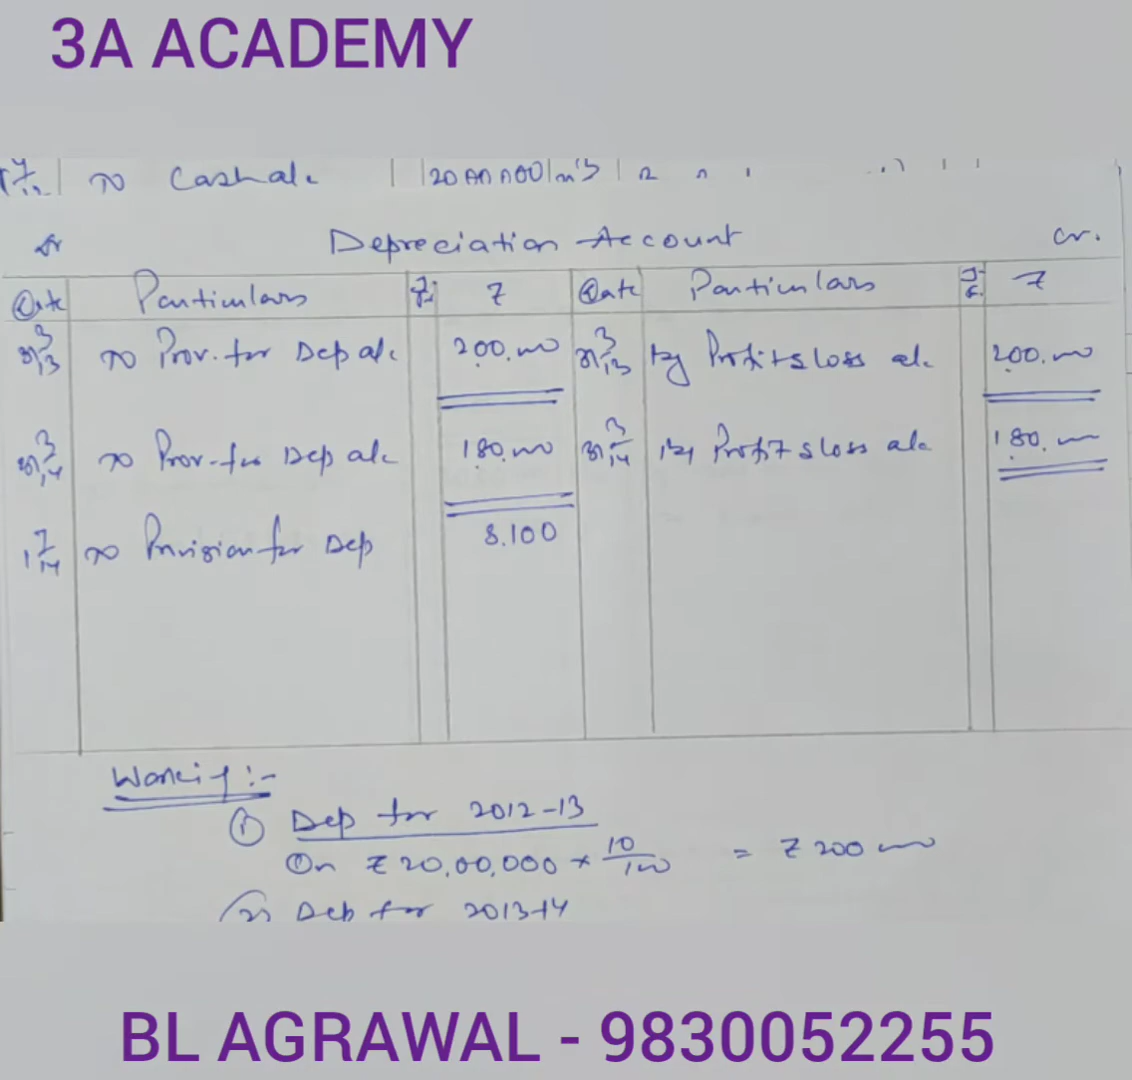 3A ACADEMY
To Cash a/c
Dr Depreciation Account Cr.
Date Particulars J.F. ₹ Date Particulars J.F. ₹
31/3/13 To Prov. for Dep a/c 200,000 31/3/13 By Profit & loss a/c 200,000
31/3/14 To Prov. for Dep a/c 180,000 31/3/14 By Profit & loss a/c 180,000
1/7/14 To Provision for Dep 8,100
Working :-
(1) Dep for 2012-13
On ₹ 20,00,000 × 10/100 = ₹ 200,000
(2) Dep for 2013-14
BL AGRAWAL - 9830052255